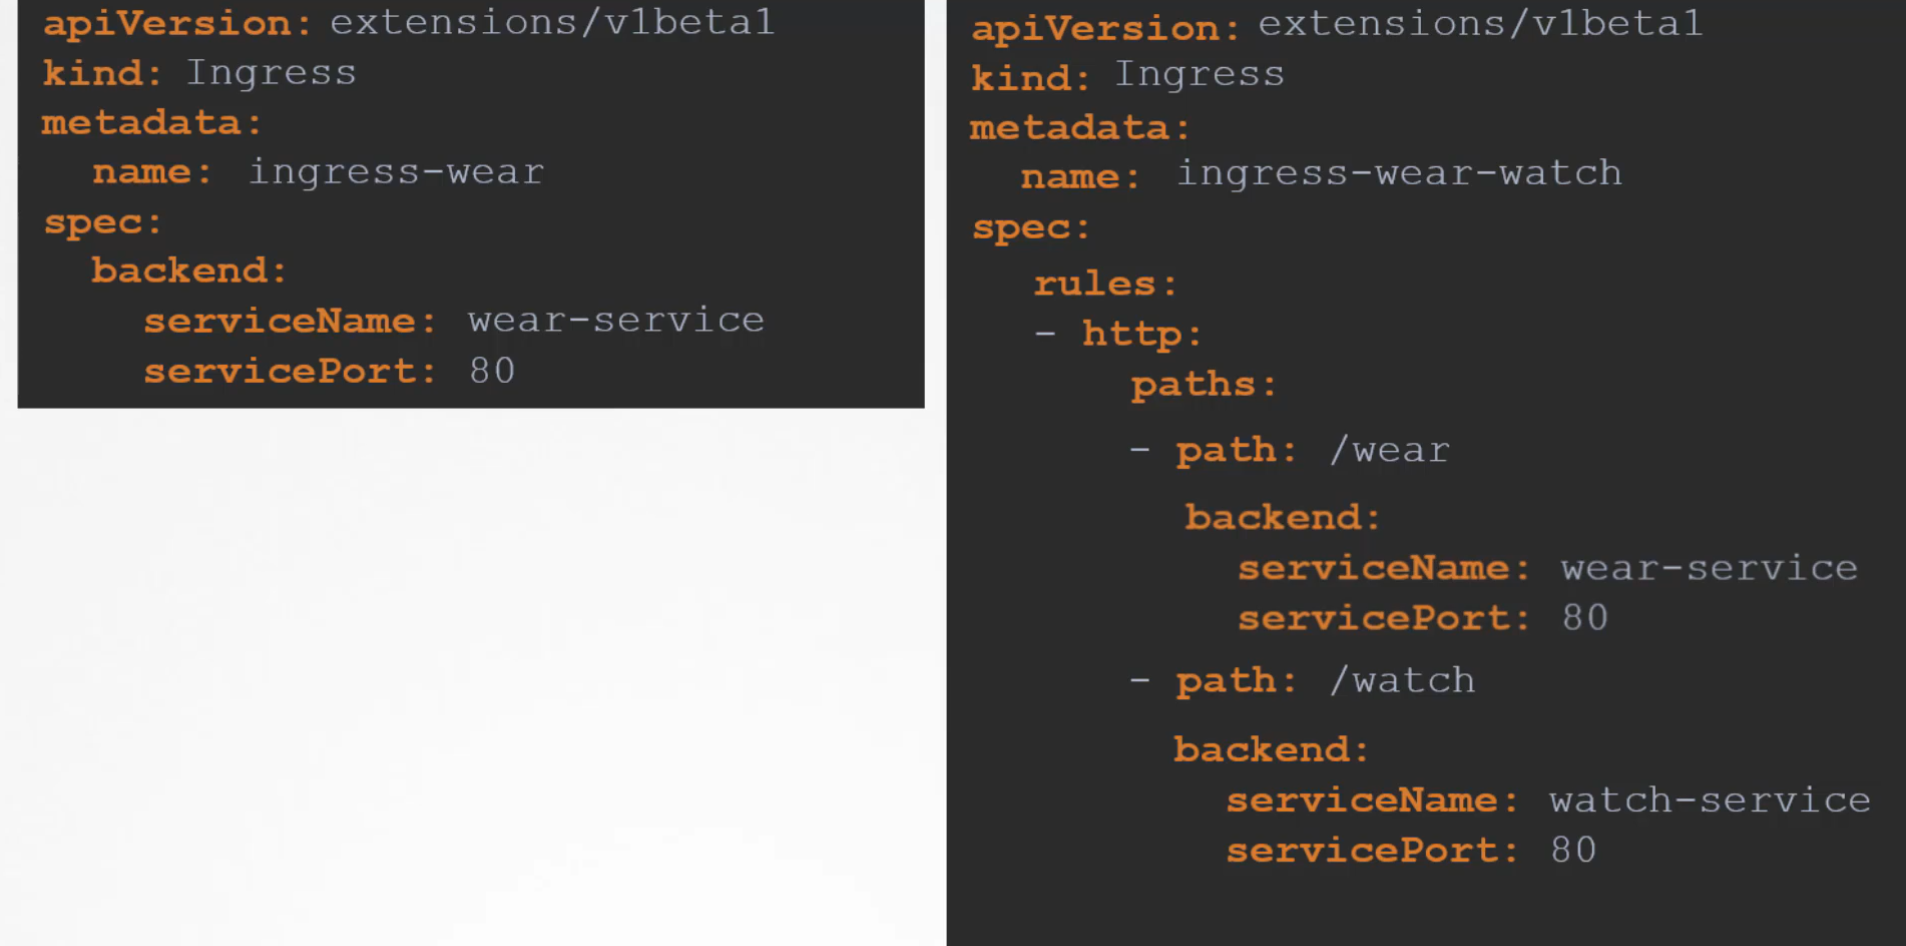 apiVersion: extensions/v1beta1
kind: Ingress
metadata:
  name: ingress-wear
spec:
  backend:
    serviceName: wear-service
    servicePort: 80
apiVersion: extensions/v1beta1
kind: Ingress
metadata:
  name: ingress-wear-watch
spec:
  rules:
  - http:
      paths:
      - path: /wear
        backend:
          serviceName: wear-service
          servicePort: 80
      - path: /watch
        backend:
          serviceName: watch-service
          servicePort: 80